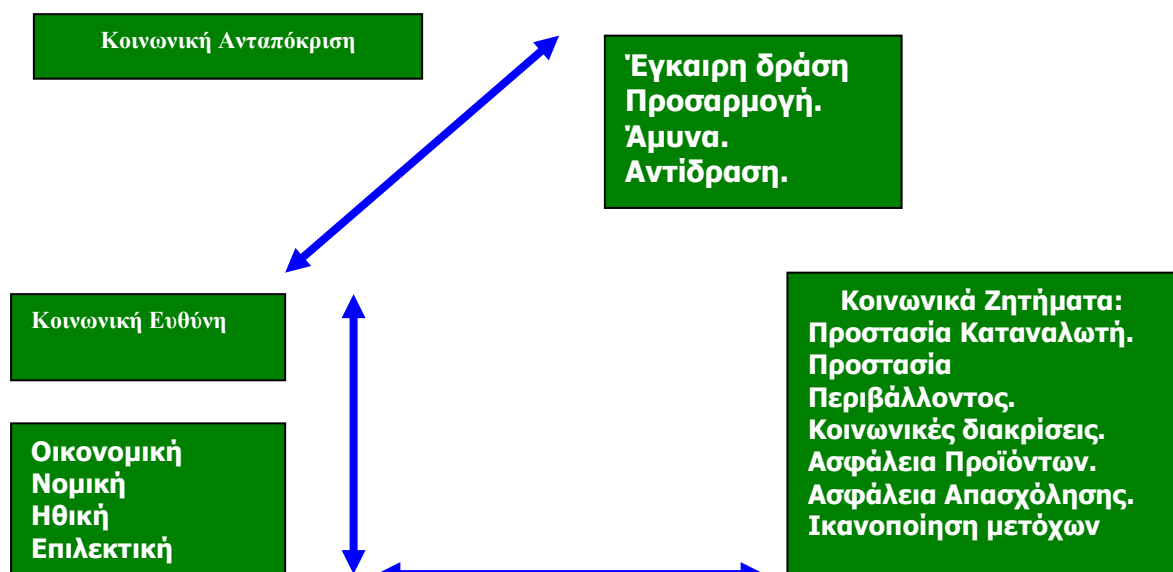 Κοινωνική Ανταπόκριση
Έγκαιρη δράση
Προσαρμογή.
Άμυνα.
Αντίδραση.
Κοινωνική Ευθύνη
Οικονομική
Νομική
Ηθική
Επιλεκτική
Κοινωνικά Ζητήματα:
Προστασία Καταναλωτή.
Προστασία
Περιβάλλοντος.
Κοινωνικές διακρίσεις.
Ασφάλεια Προϊόντων.
Ασφάλεια Απασχόλησης.
Ικανοποίηση μετόχων